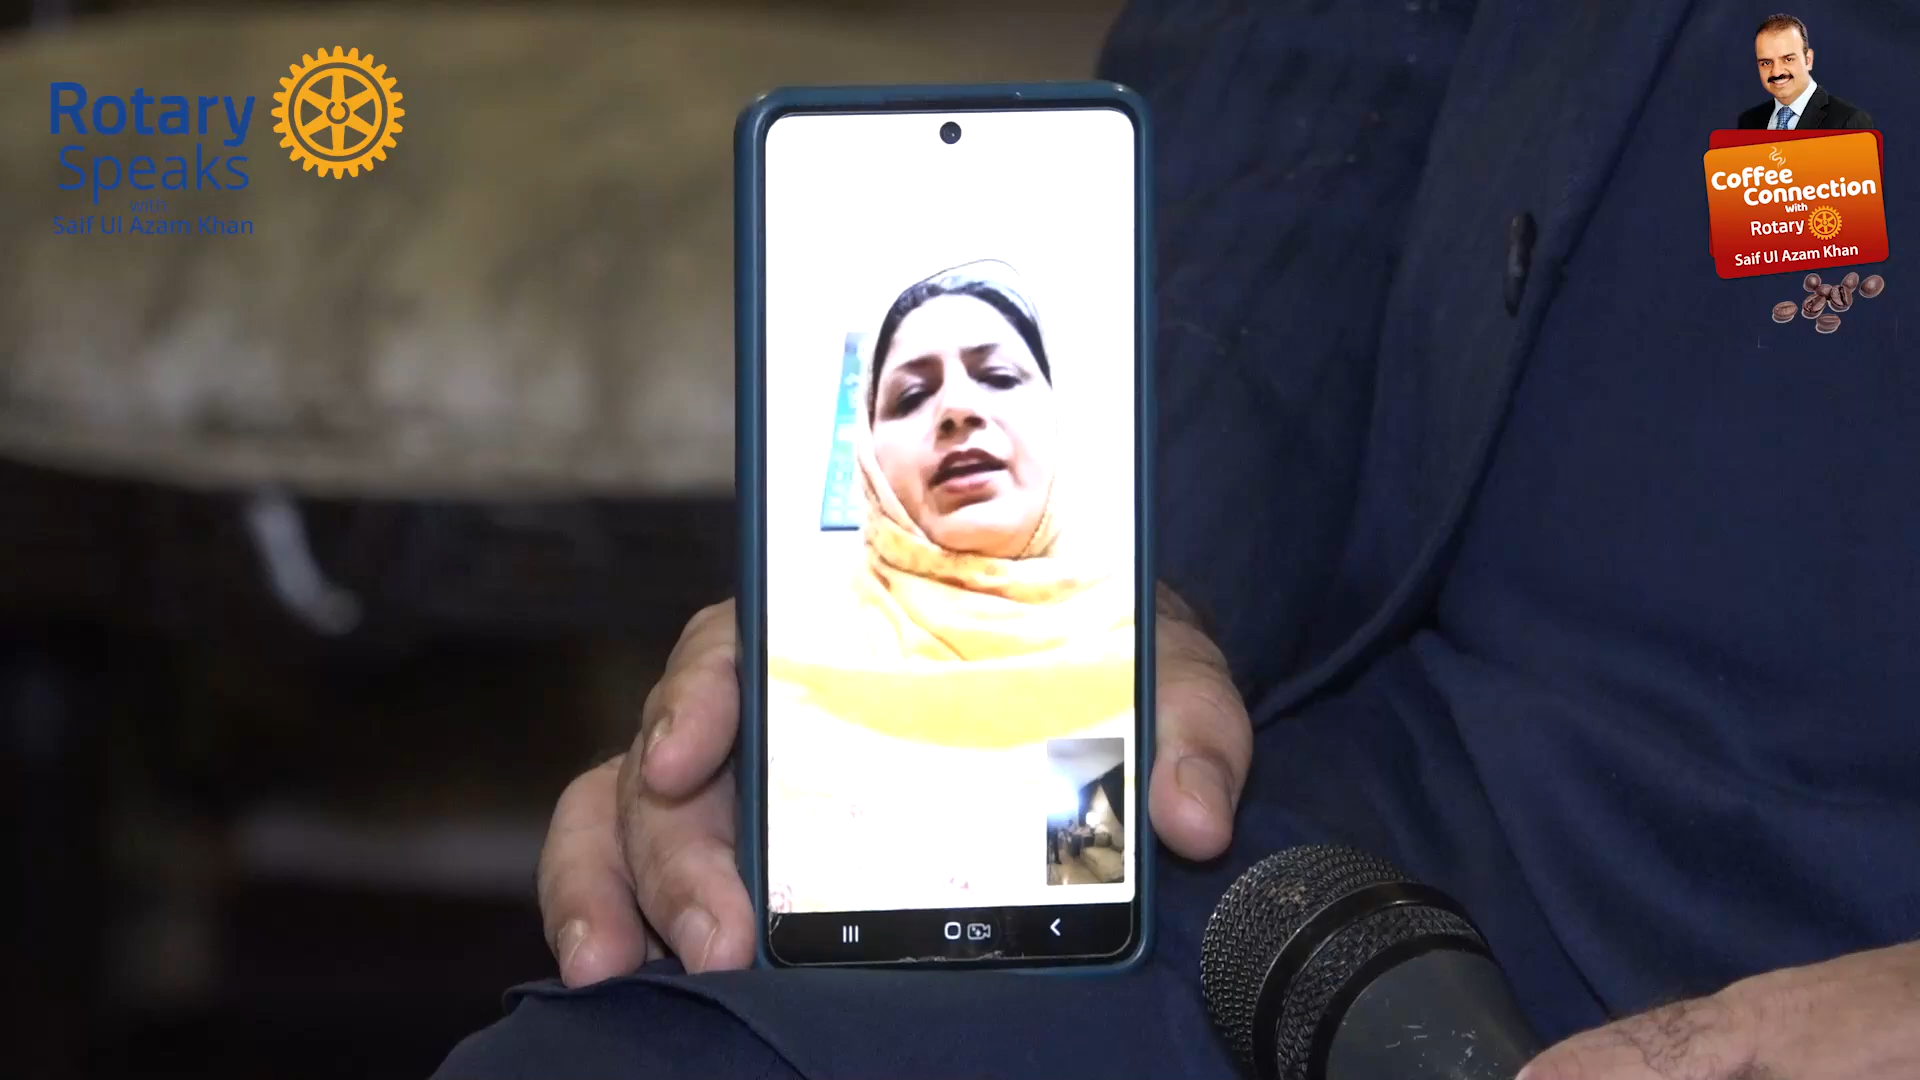 Rotary
Speaks
with
Saif Ul Azam Khan
Coffee
Connection
with
Rotary
Saif Ul Azam Khan